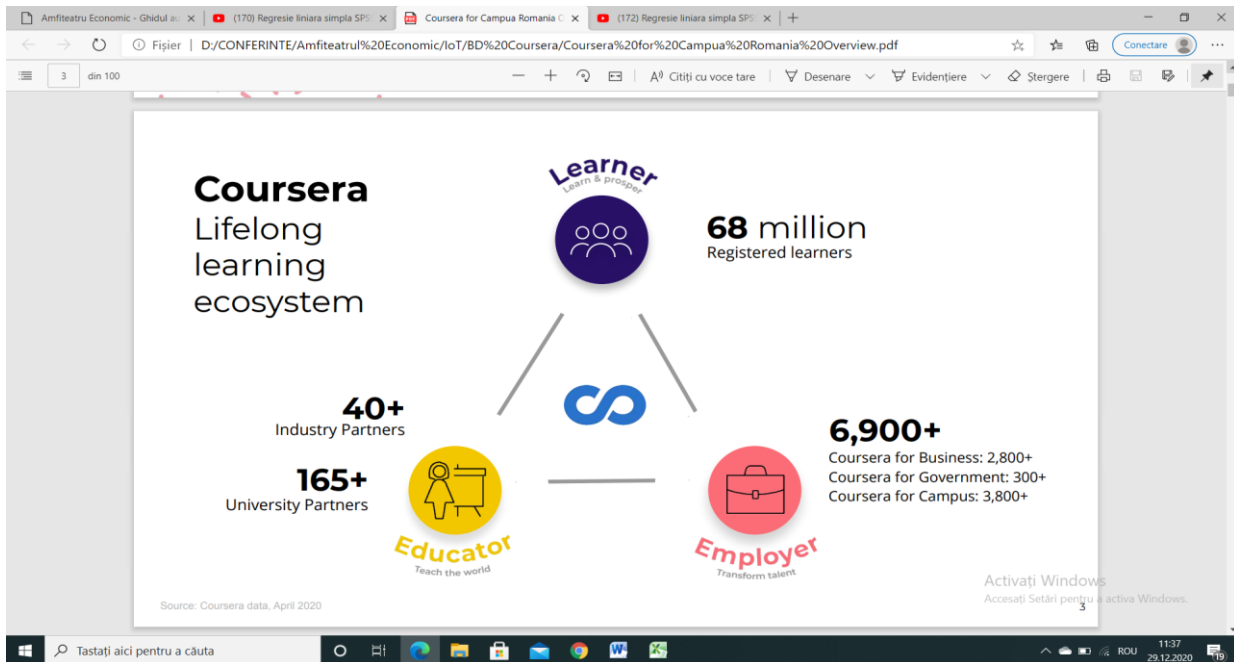 Amfiteatru Economic - Ghidul au
(170) Regresie liniara simpla SPS
Coursera for Campua Romania O
(172) Regresie liniara simpla SPS
Fișier
D:/CONFERINTE/Amfiteatrul%20Economic/IoT/BD%20Coursera/Coursera%20for%20Campua%20Romania%20Overview.pdf
Conectare
3 din 100
Citiți cu voce tare
Desenare
Evidențiere
Ștergere
Coursera
Lifelong
learning
ecosystem
Learner
Learn & prosper
68 million
Registered learners
40+
Industry Partners
165+
University Partners
Educator
Teach the world
Employer
Transform talent
6,900+
Coursera for Business: 2,800+
Coursera for Government: 300+
Coursera for Campus: 3,800+
Activați Windows
Accesați Setări pentru a activa Windows.
Source: Coursera data, April 2020
3
Tastați aici pentru a căuta
ROU
11:37
29.12.2020
19